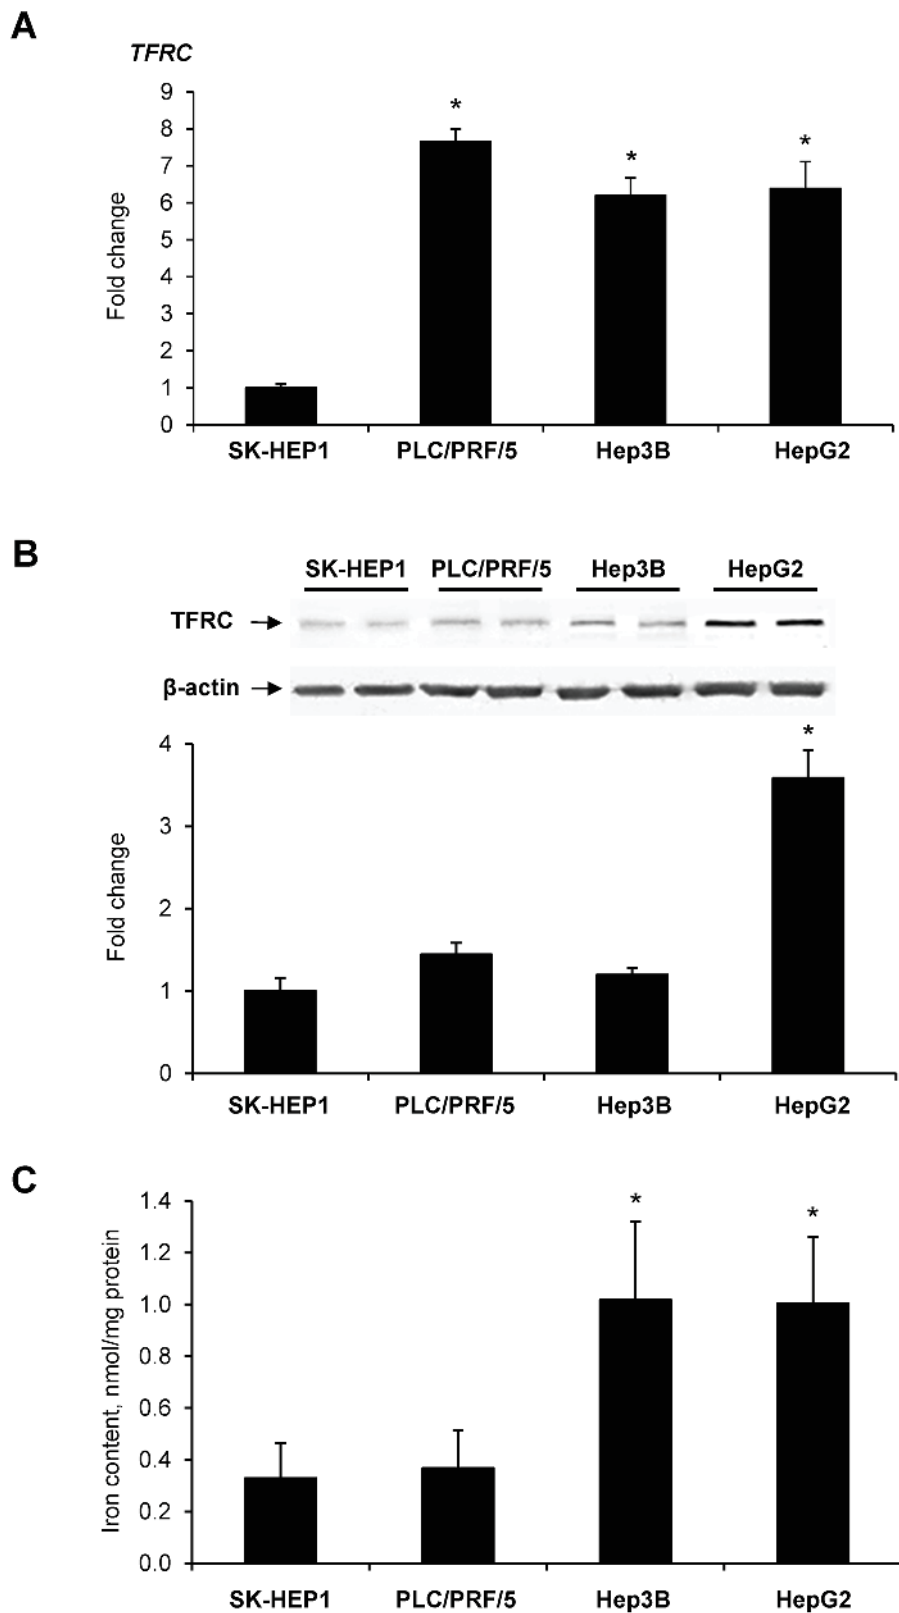 A
TFRC
9
8
7
6
5
4
3
2
1
0
Fold change
* * *
SK-HEP1 PLC/PRF/5 Hep3B HepG2
B
SK-HEP1 PLC/PRF/5 Hep3B HepG2
TFRC
β-actin
4
3
2
1
0
Fold change
*
SK-HEP1 PLC/PRF/5 Hep3B HepG2
C
1.4
1.2
1.0
0.8
0.6
0.4
0.2
0.0
Iron content, nmol/mg protein
* *
SK-HEP1 PLC/PRF/5 Hep3B HepG2